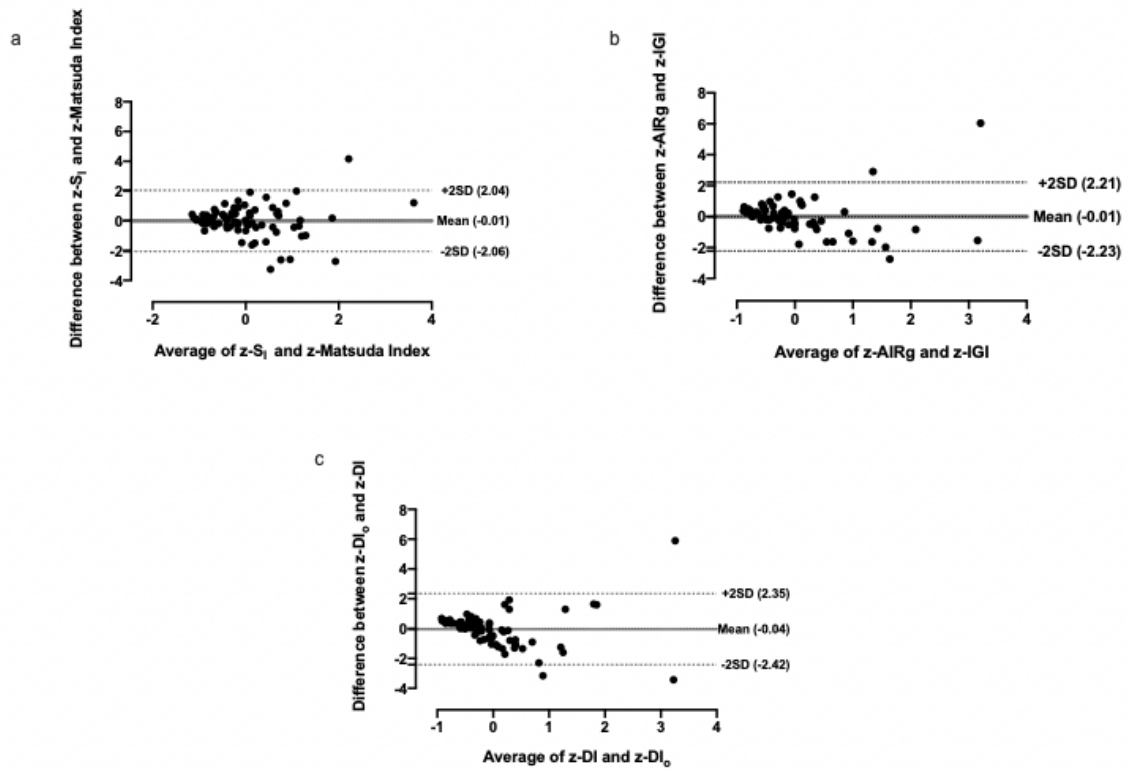 a
Difference between z-SI and z-Matsuda Index
8
6
4
2
0
-2
-4
+2SD (2.04)
Mean (-0.01)
-2SD (-2.06)
-2
0
2
4
Average of z-SI and z-Matsuda Index
b
Difference between z-AIRg and z-IGI
8
6
4
2
0
-2
-4
+2SD (2.21)
Mean (-0.01)
-2SD (-2.23)
-1
0
1
2
3
4
Average of z-AIRg and z-IGI
c
Difference between z-DIo and z-DI
8
6
4
2
0
-2
-4
+2SD (2.35)
Mean (-0.04)
-2SD (-2.42)
-1
0
1
2
3
4
Average of z-DI and z-DIo